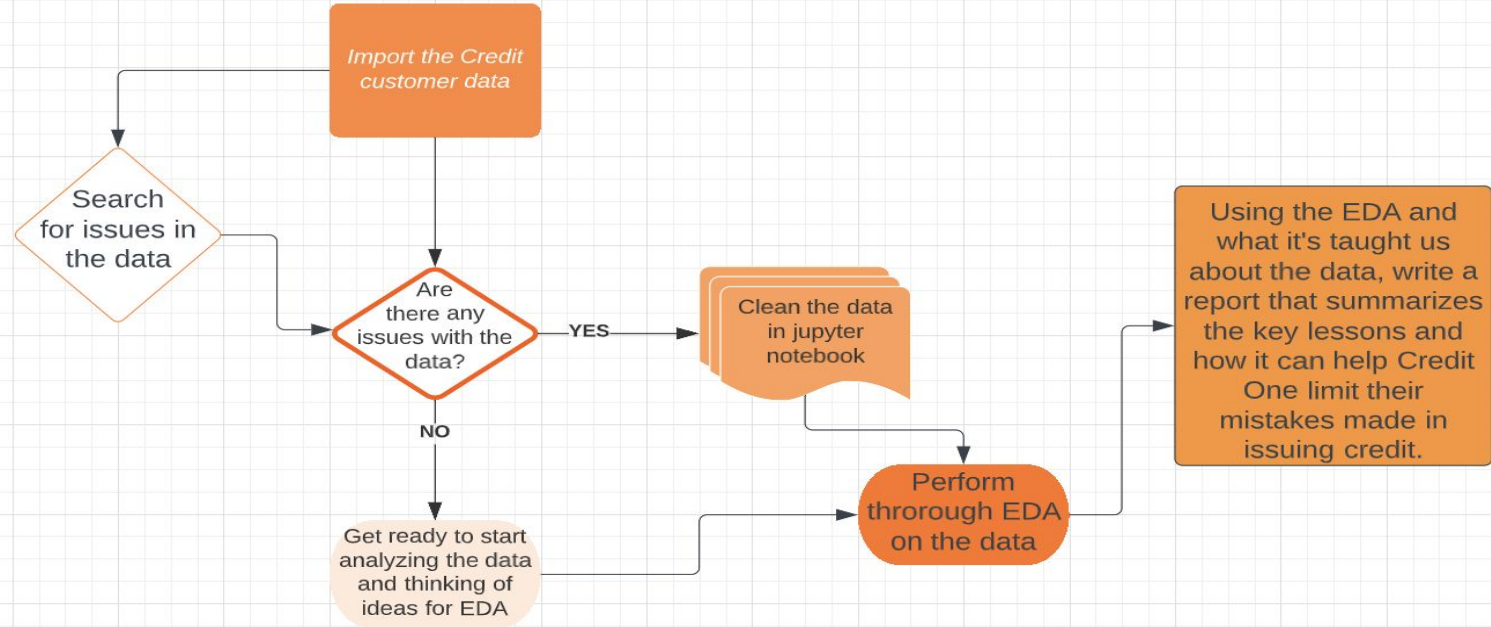 Import the Credit
customer data
Search
for issues in
the data
Are
there any
issues with the
data?
YES
NO
Clean the data
in jupyter
notebook
Get ready to start
analyzing the data
and thinking of
ideas for EDA
Perform
throrough EDA
on the data
Using the EDA and
what it's taught us
about the data, write a
report that summarizes
the key lessons and
how it can help Credit
One limit their
mistakes made in
issuing credit.